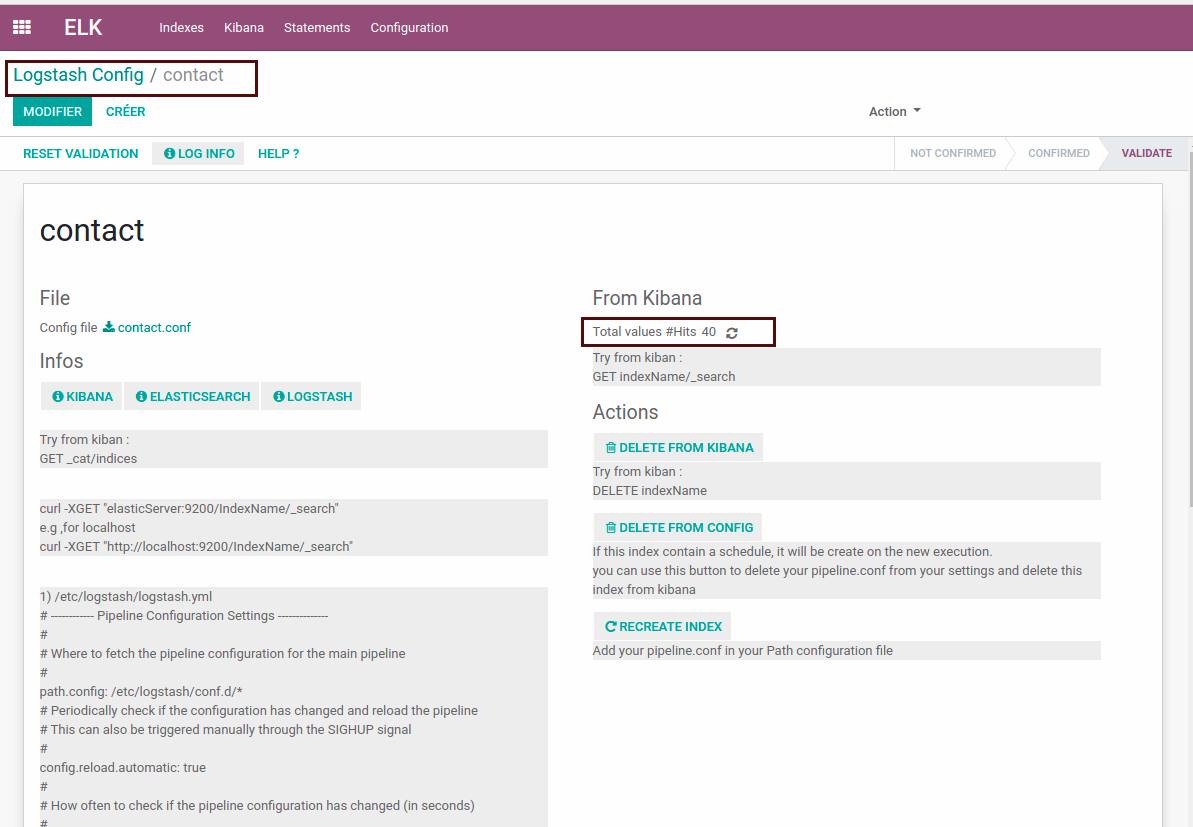 ELK
Indexes Kibana Statements Configuration
Logstash Config / contact
MODIFIER CRÉER
Action
RESET VALIDATION LOG INFO HELP ?
NOT CONFIRMED CONFIRMED VALIDATE
contact
File
Config file contact.conf
Infos
KIBANA ELASTICSEARCH LOGSTASH
Try from kiban :
GET _cat/indices
curl -XGET "elasticServer:9200/IndexName/_search"
e.g ,for localhost
curl -XGET "http://localhost:9200/IndexName/_search"
1) /etc/logstash/logstash.yml
# ------------ Pipeline Configuration Settings --------------
#
# Where to fetch the pipeline configuration for the main pipeline
#
path.config: /etc/logstash/conf.d/*
# Periodically check if the configuration has changed and reload the pipeline
# This can also be triggered manually through the SIGHUP signal
#
config.reload.automatic: true
#
# How often to check if the pipeline configuration has changed (in seconds)
#
From Kibana
Total values #Hits 40
Try from kiban :
GET indexName/_search
Actions
DELETE FROM KIBANA
Try from kiban :
DELETE indexName
DELETE FROM CONFIG
If this index contain a schedule, it will be create on the new execution.
you can use this button to delete your pipeline.conf from your settings and delete this
index from kibana
RECREATE INDEX
Add your pipeline.conf in your Path configuration file